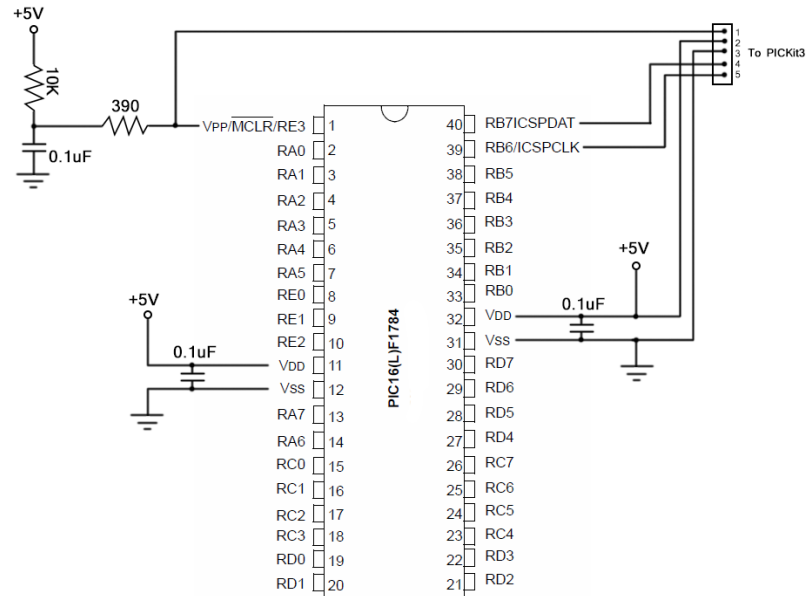 +5V
10K
390
0.1uF
1
2
3
4
5
To PICKit3
VPP/MCLR/RE3 1
RA0 2
RA1 3
RA2 4
RA3 5
RA4 6
RA5 7
RE0 8
RE1 9
RE2 10
VDD 11
VSS 12
RA7 13
RA6 14
RC0 15
RC1 16
RC2 17
RC3 18
RD0 19
RD1 20
+5V
0.1uF
PIC16(L)F1784
40 RB7ICSPDAT
39 RB6/ICSPCLK
38 RB5
37 RB4
36 RB3
35 RB2
34 RB1
33 RB0
32 VDD
31 VSS
30 RD7
29 RD6
28 RD5
27 RD4
26 RC7
25 RC6
24 RC5
23 RC4
22 RD3
21 RD2
+5V
0.1uF